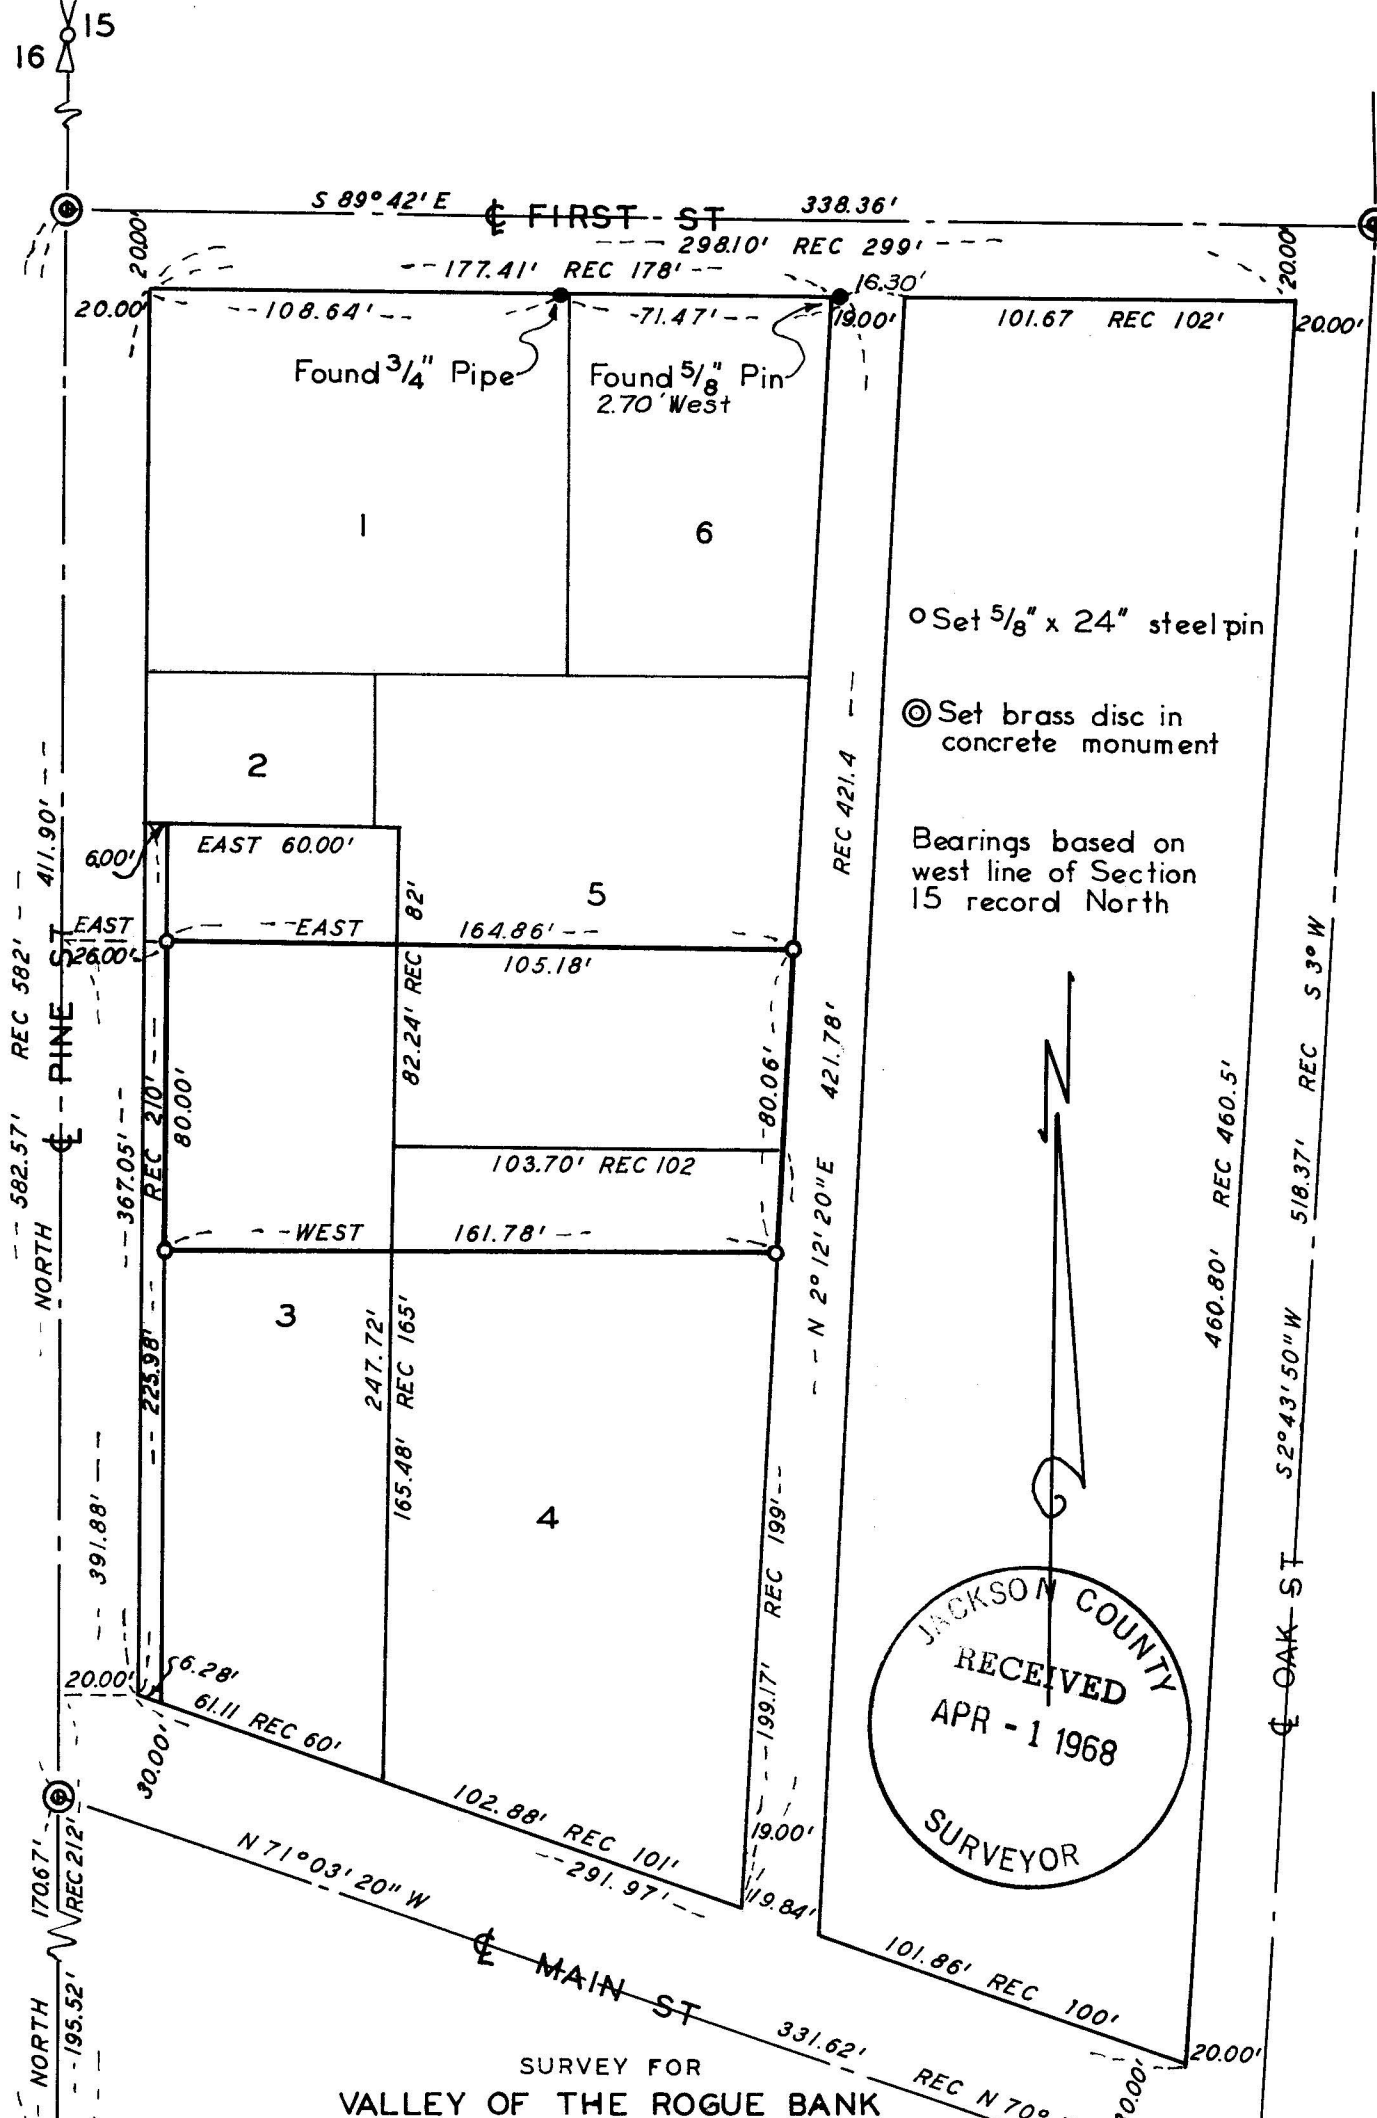 15
16
S 89° 42' E
℄ FIRST ST
338.36'
298.10' REC 299'
177.41' REC 178'
20.00'
20.00'
16.30'
20.00'
108.64'
71.47'
19.00'
101.67 REC 102'
20.00'
Found 3/4" Pipe
Found 5/8" Pin
2.70' West
1
6
Set 5/8" x 24" steel pin
Set brass disc in
concrete monument
2
REC 421.4
Bearings based on
west line of Section
15 record North
EAST 60.00'
6.00'
5
EAST
26.00'
EAST 164.86'
105.18'
82.24' REC 82'
411.90'
582.57' REC 582'
℄ PINE ST
NORTH
367.05'
REC 210'
80.00'
80.06'
N 2° 12' 20" E 421.78'
103.70' REC 102
WEST 161.78'
460.80' REC 460.5'
S 2° 43' 50" W 518.37' REC S 3° W
3
225.98'
247.72'
165.48' REC 165'
4
391.88'
199.17' REC 199'
℄ OAK ST
JACKSON COUNTY
RECEIVED
APR - 1 1968
SURVEYOR
20.00'
6.28'
61.11 REC 60'
30.00'
102.88' REC 101'
291.97'
19.00'
19.84'
N 71° 03' 20" W
℄ MAIN ST
331.62' REC N 70°
101.86' REC 100'
20.00'
170.67'
REC 212'
NORTH
195.52'
SURVEY FOR
VALLEY OF THE ROGUE BANK